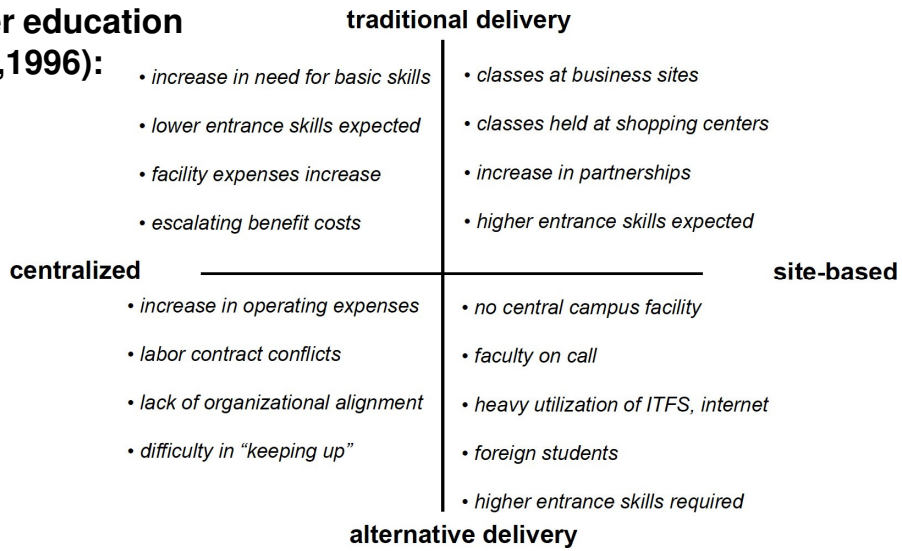 er education
,1996):
traditional delivery
• increase in need for basic skills
• lower entrance skills expected
• facility expenses increase
• escalating benefit costs
• classes at business sites
• classes held at shopping centers
• increase in partnerships
• higher entrance skills expected
centralized
site-based
• increase in operating expenses
• labor contract conflicts
• lack of organizational alignment
• difficulty in “keeping up”
• no central campus facility
• faculty on call
• heavy utilization of ITFS, internet
• foreign students
• higher entrance skills required
alternative delivery